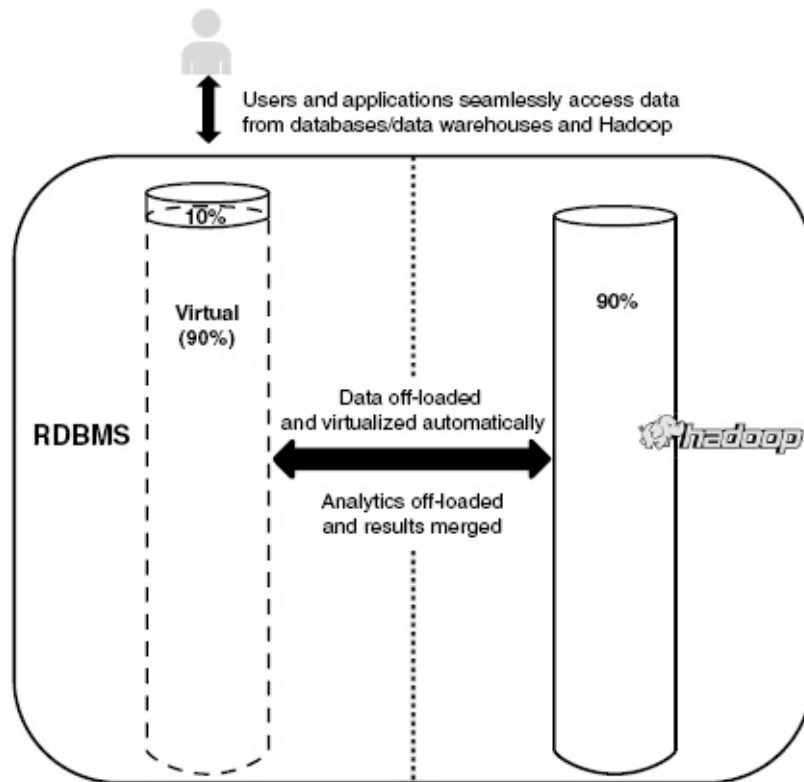 Users and applications seamlessly access data
from databases/data warehouses and Hadoop
10%
Virtual
(90%)
90%
Data off-loaded
and virtualized automatically
RDBMS
hadoop
Analytics off-loaded
and results merged